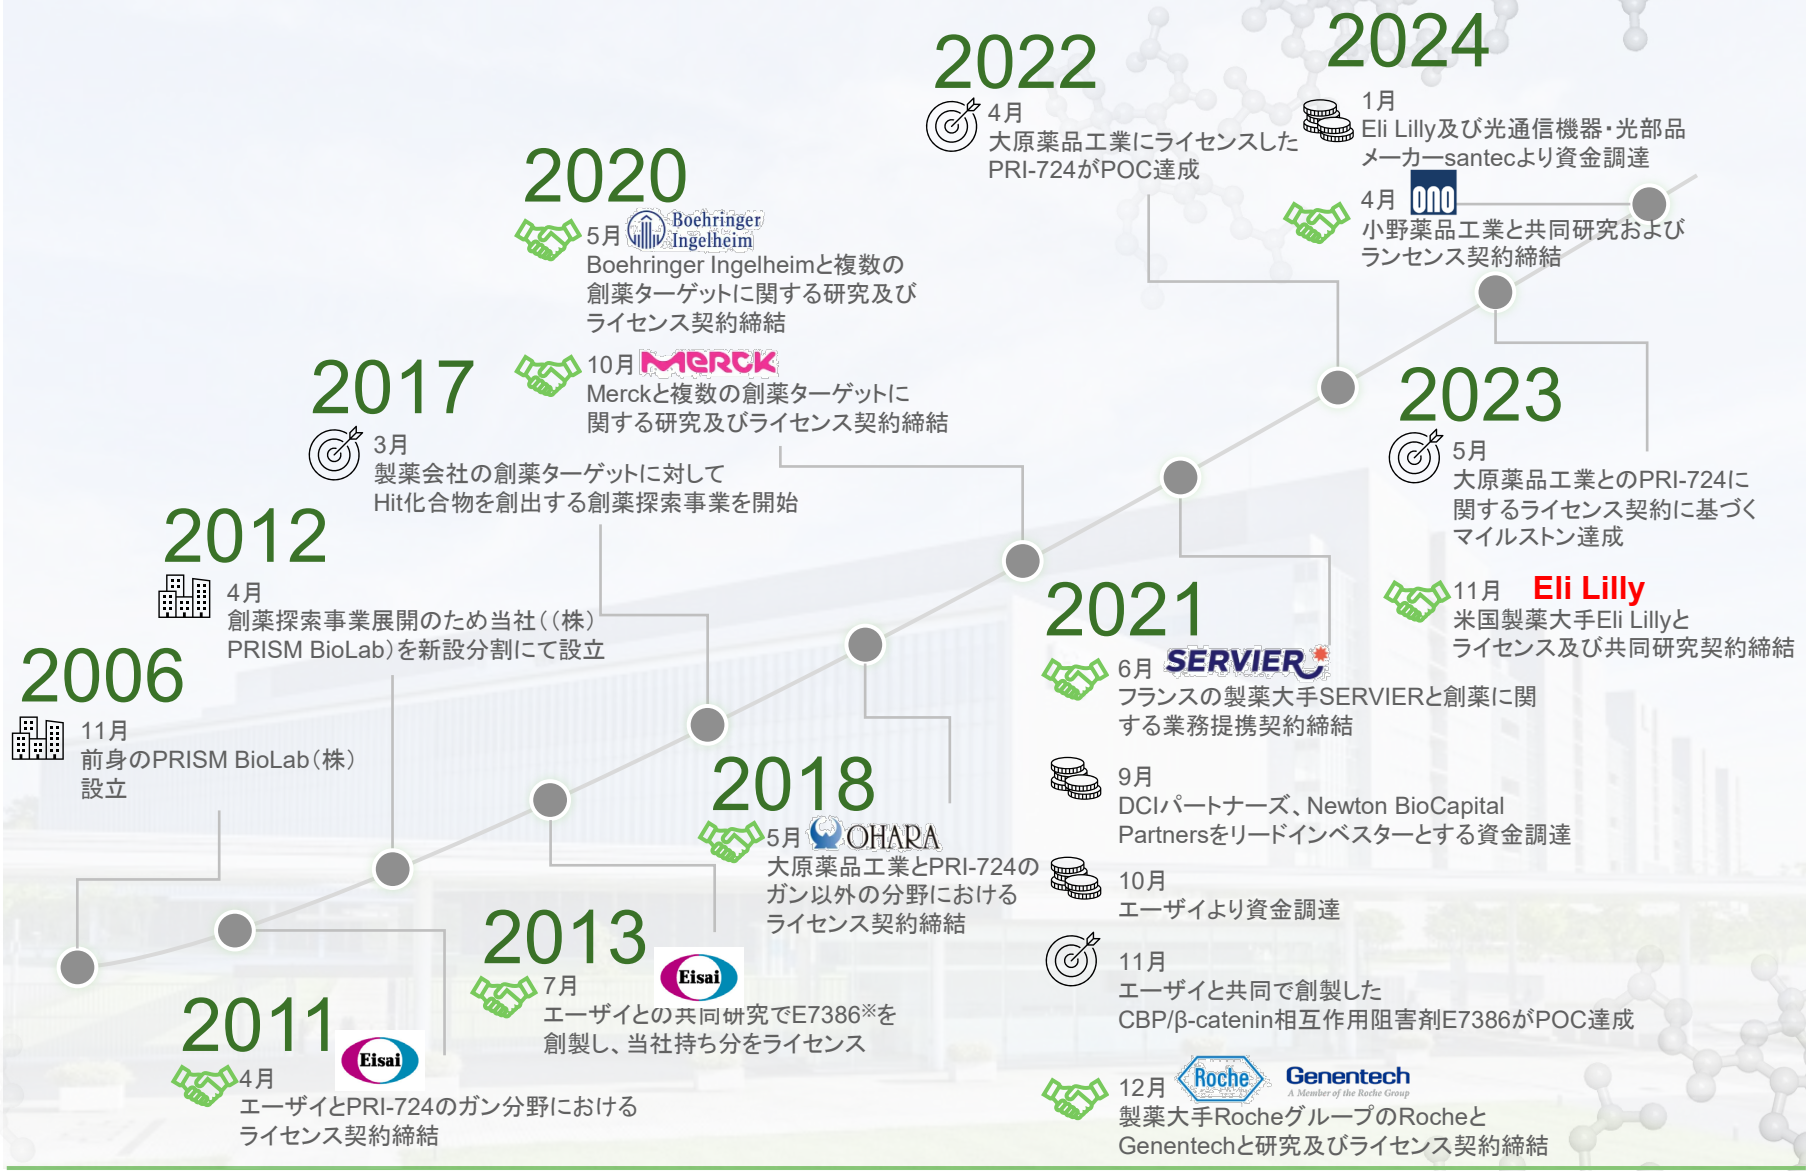 2006
11月
前身のPRISM BioLab（株）
設立
2011
Eisai
4月
エーザイとPRI-724のガン分野における
ライセンス契約締結
2012
4月
創薬探索事業展開のため当社（（株）
PRISM BioLab）を新設分割にて設立
2013
Eisai
7月
エーザイとの共同研究でE7386※を
創製し、当社持ち分をライセンス
2017
3月
製薬会社の創薬ターゲットに対して
Hit化合物を創出する創薬探索事業を開始
2018
5月 OHARA
大原薬品工業とPRI-724の
ガン以外の分野における
ライセンス契約締結
2020
5月 Boehringer
Ingelheim
Boehringer Ingelheimと複数の
創薬ターゲットに関する研究及び
ライセンス契約締結
10月 MERCK
Merckと複数の創薬ターゲットに
関する研究及びライセンス契約締結
2021
6月 SERVIER
フランスの製薬大手SERVIERと創薬に関
する業務提携契約締結
9月
DCIパートナーズ、Newton BioCapital
Partnersをリードインベスターとする資金調達
10月
エーザイより資金調達
11月
エーザイと共同で創製した
CBP/β-catenin相互作用阻害剤E7386がPOC達成
12月 Roche Genentech
A Member of the Roche Group
製薬大手RocheグループのRocheと
Genentechと研究及びライセンス契約締結
2022
4月
大原薬品工業にライセンスした
PRI-724がPOC達成
2023
5月
大原薬品工業とのPRI-724に
関するライセンス契約に基づく
マイルストン達成
11月 Eli Lilly
米国製薬大手Eli Lillyと
ライセンス及び共同研究契約締結
2024
1月
Eli Lilly及び光通信機器・光部品
メーカーsantecより資金調達
4月 ono
小野薬品工業と共同研究および
ランセンス契約締結